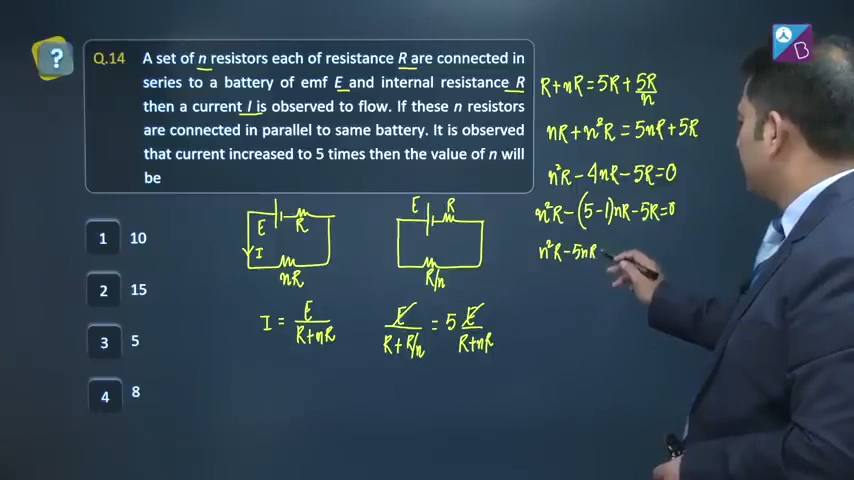 ?
Q.14 A set of n resistors each of resistance R are connected in
series to a battery of emf E and internal resistance R
then a current I is observed to flow. If these n resistors
are connected in parallel to same battery. It is observed
that current increased to 5 times then the value of n will
be
1 10
2 15
3 5
4 8
E
R
I
nR
E
R
R/n
I = E/(R+nR)
E/(R+R/n) = 5 E/(R+nR)
R+nR = 5R + 5R/n
nR+n²R = 5nR+5R
n²R-4nR-5R=0
n²R-(5-1)nR-5R=0
n²R-5nR
B